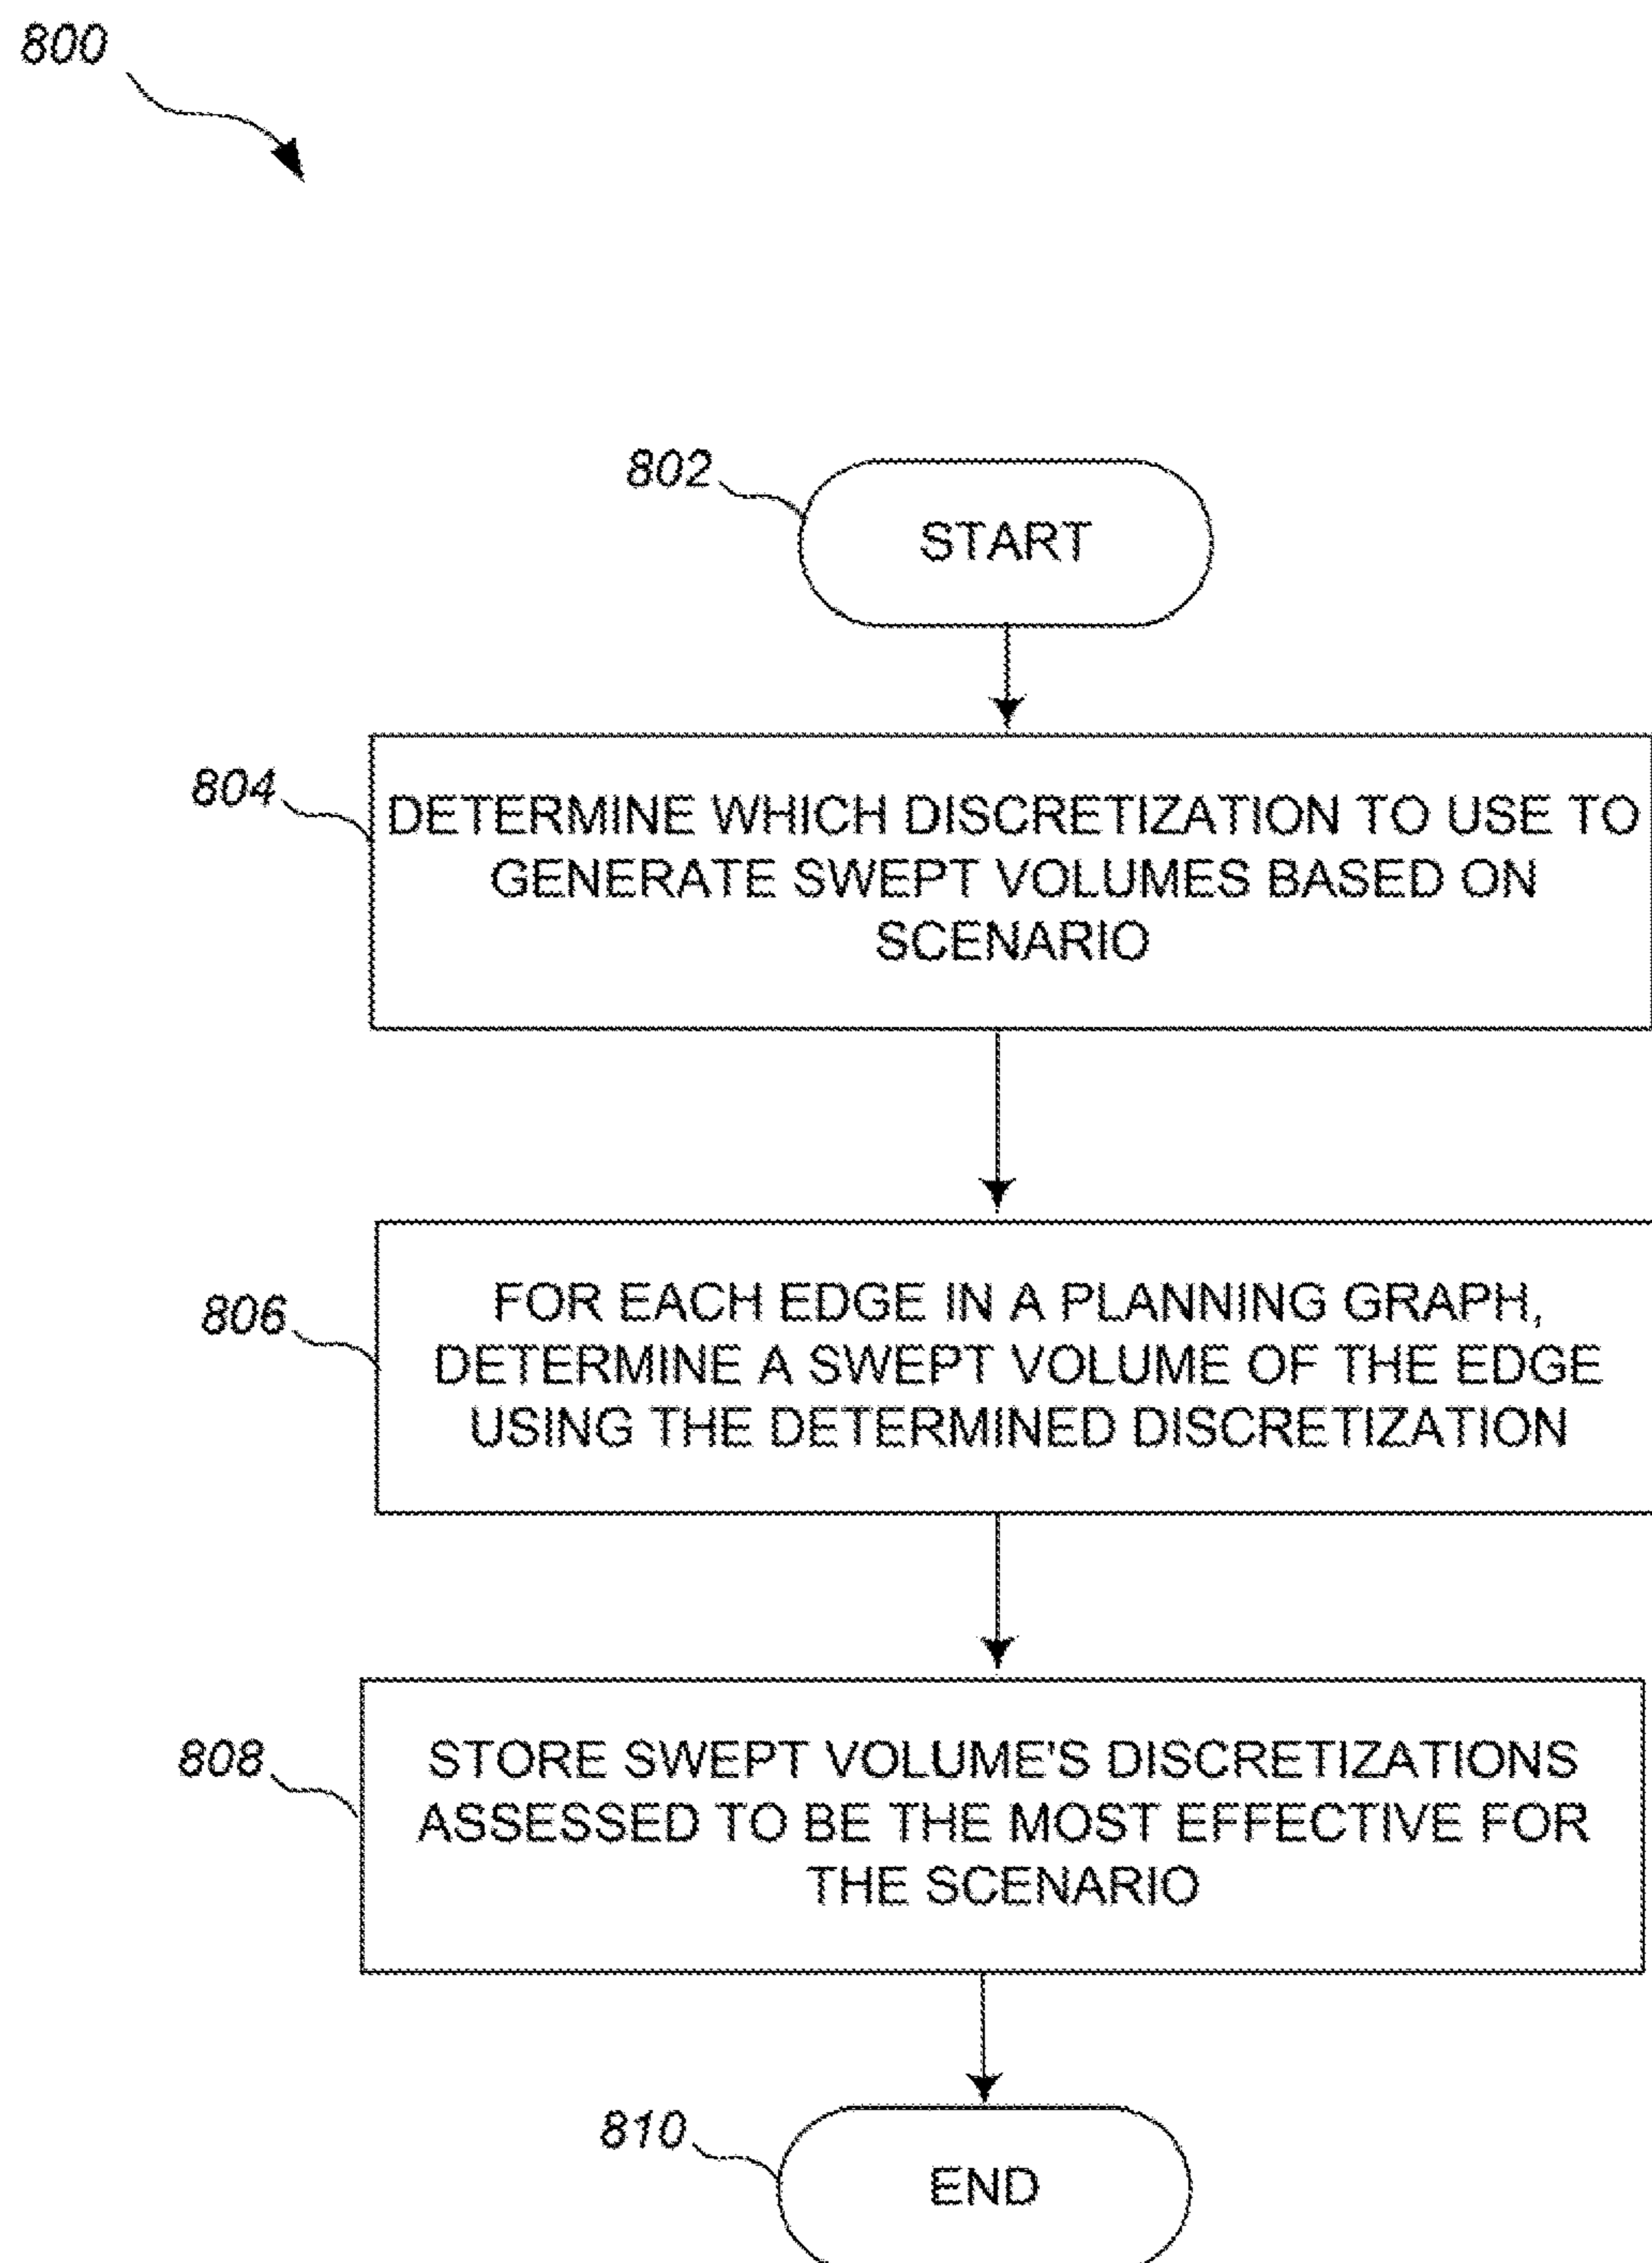 800
802
START
804
DETERMINE WHICH DISCRETIZATION TO USE TO
GENERATE SWEPT VOLUMES BASED ON
SCENARIO
806
FOR EACH EDGE IN A PLANNING GRAPH,
DETERMINE A SWEPT VOLUME OF THE EDGE
USING THE DETERMINED DISCRETIZATION
808
STORE SWEPT VOLUME'S DISCRETIZATIONS
ASSESSED TO BE THE MOST EFFECTIVE FOR
THE SCENARIO
810
END